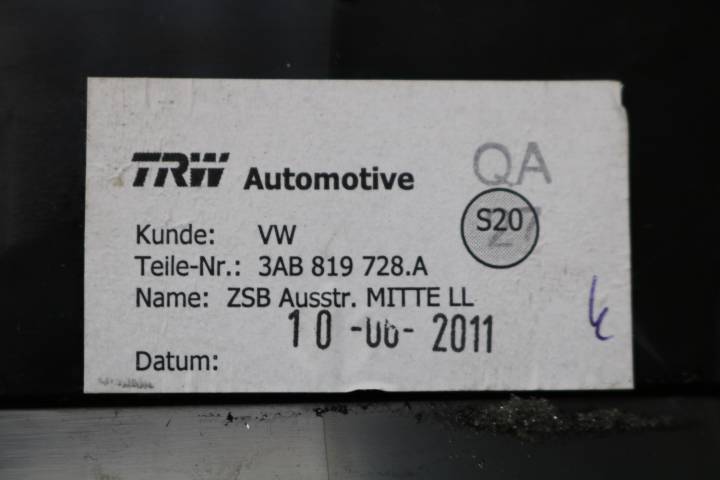 TRW Automotive
QA
27
S20
Kunde: VW
Teile-Nr.: 3AB 819 728.A
Name: ZSB Ausstr. MITTE LL
10-06-2011
Datum: